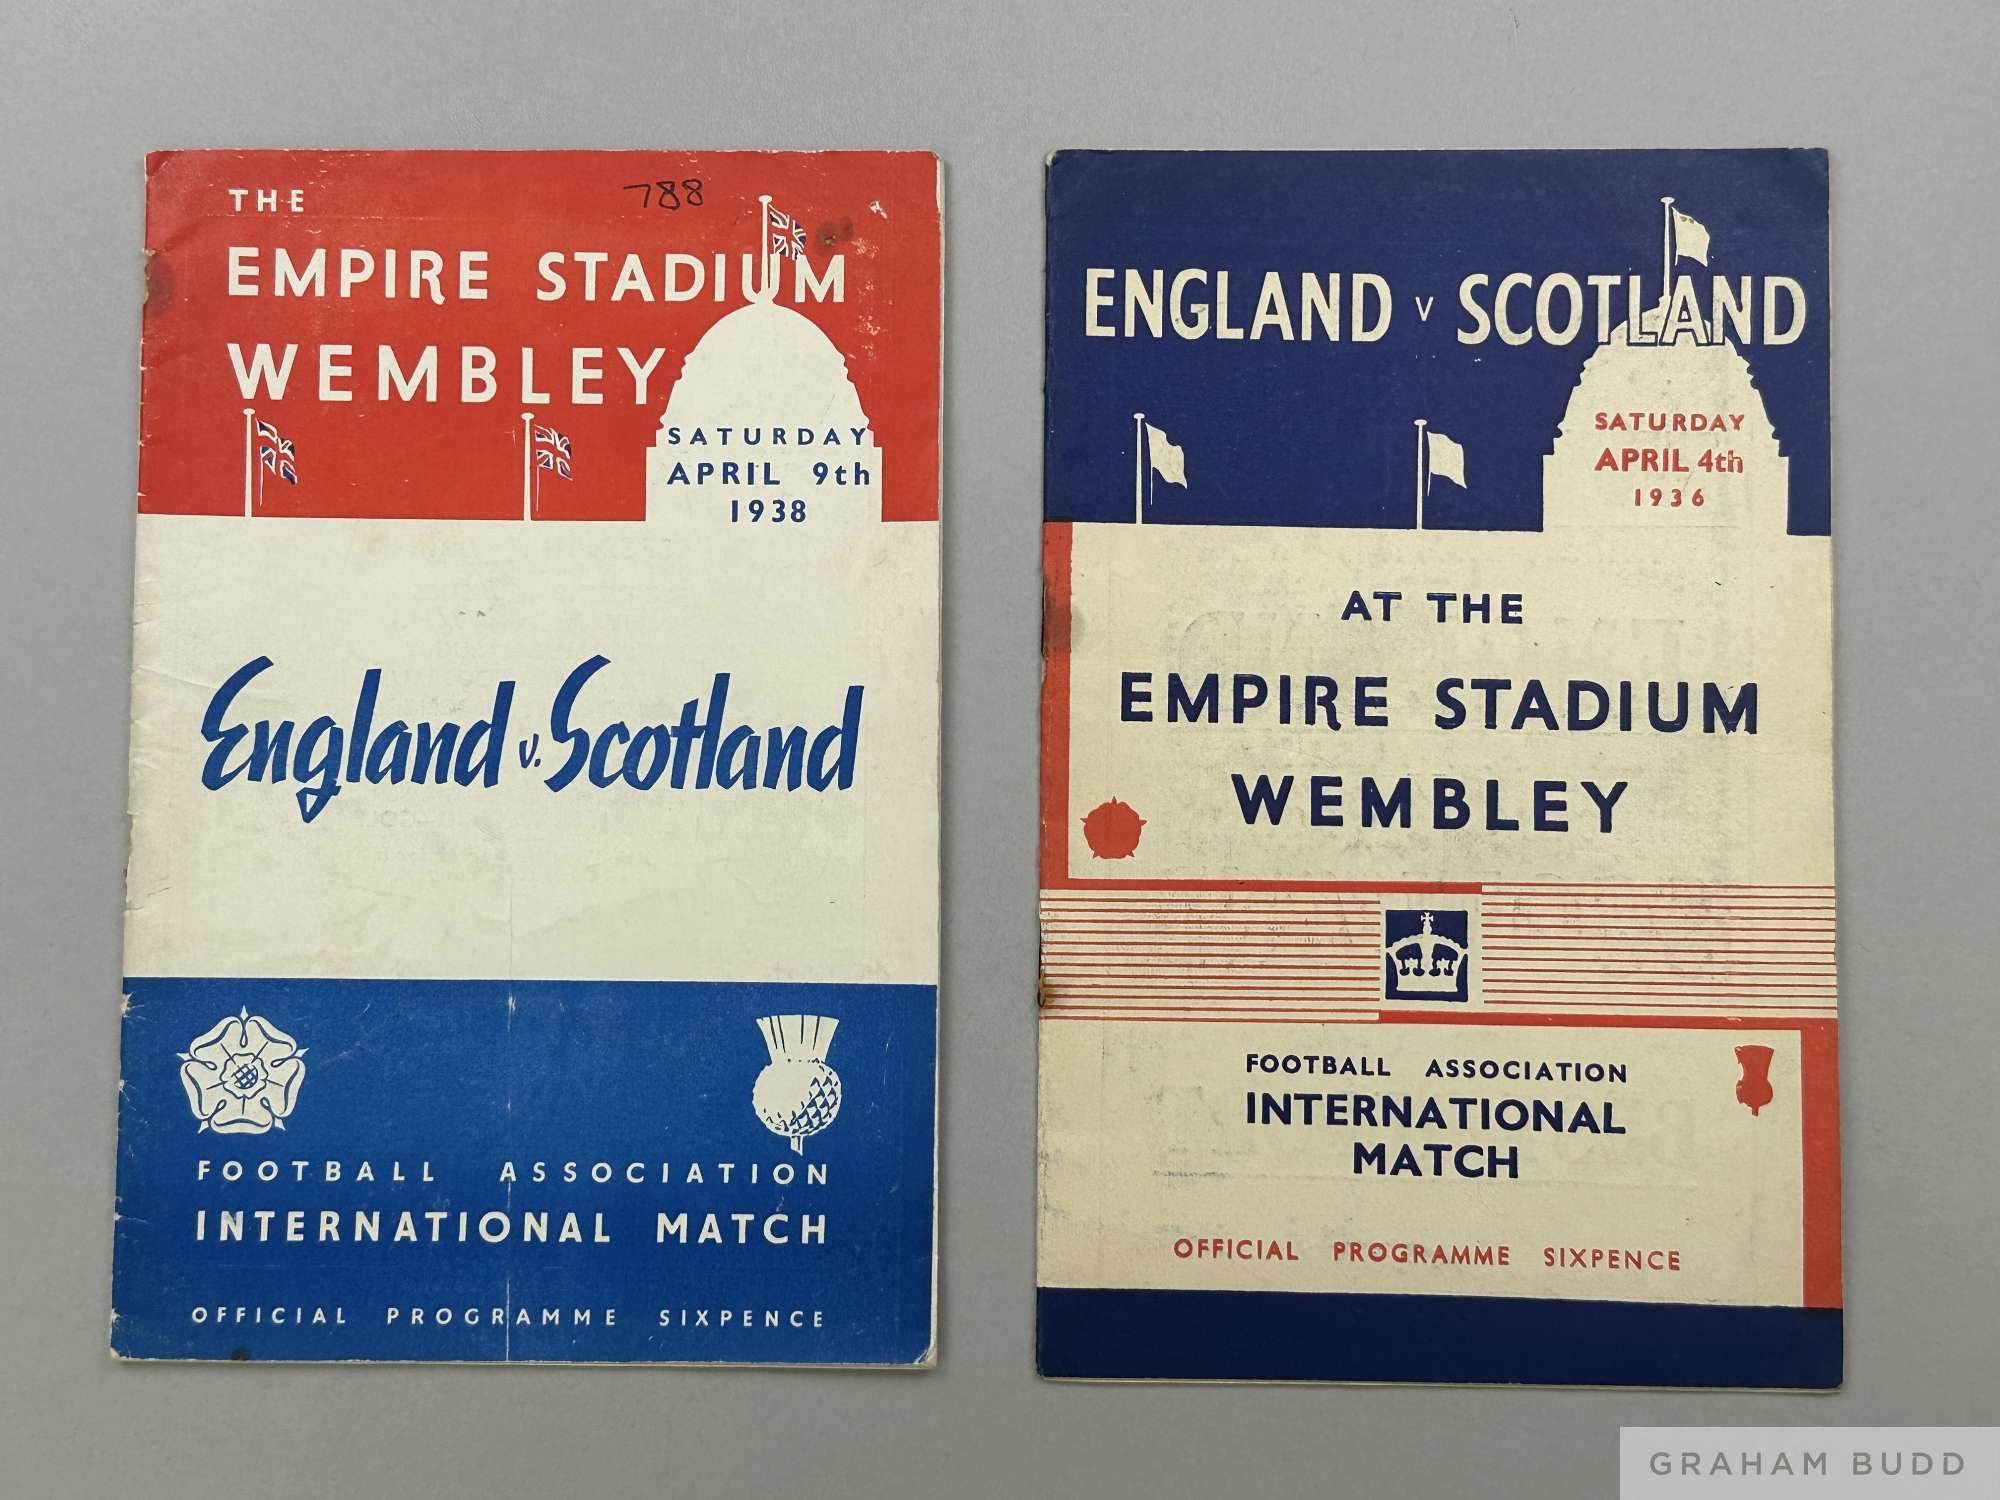 THE
788
EMPIRE STADIUM
WEMBLEY
SATURDAY
APRIL 9th
1938
England v. Scotland
FOOTBALL ASSOCIATION
INTERNATIONAL MATCH
OFFICIAL PROGRAMME SIXPENCE
ENGLAND v SCOTLAND
SATURDAY
APRIL 4th
1936
AT THE
EMPIRE STADIUM
WEMBLEY
FOOTBALL ASSOCIATION
INTERNATIONAL
MATCH
OFFICIAL PROGRAMME SIXPENCE
GRAHAM BUDD